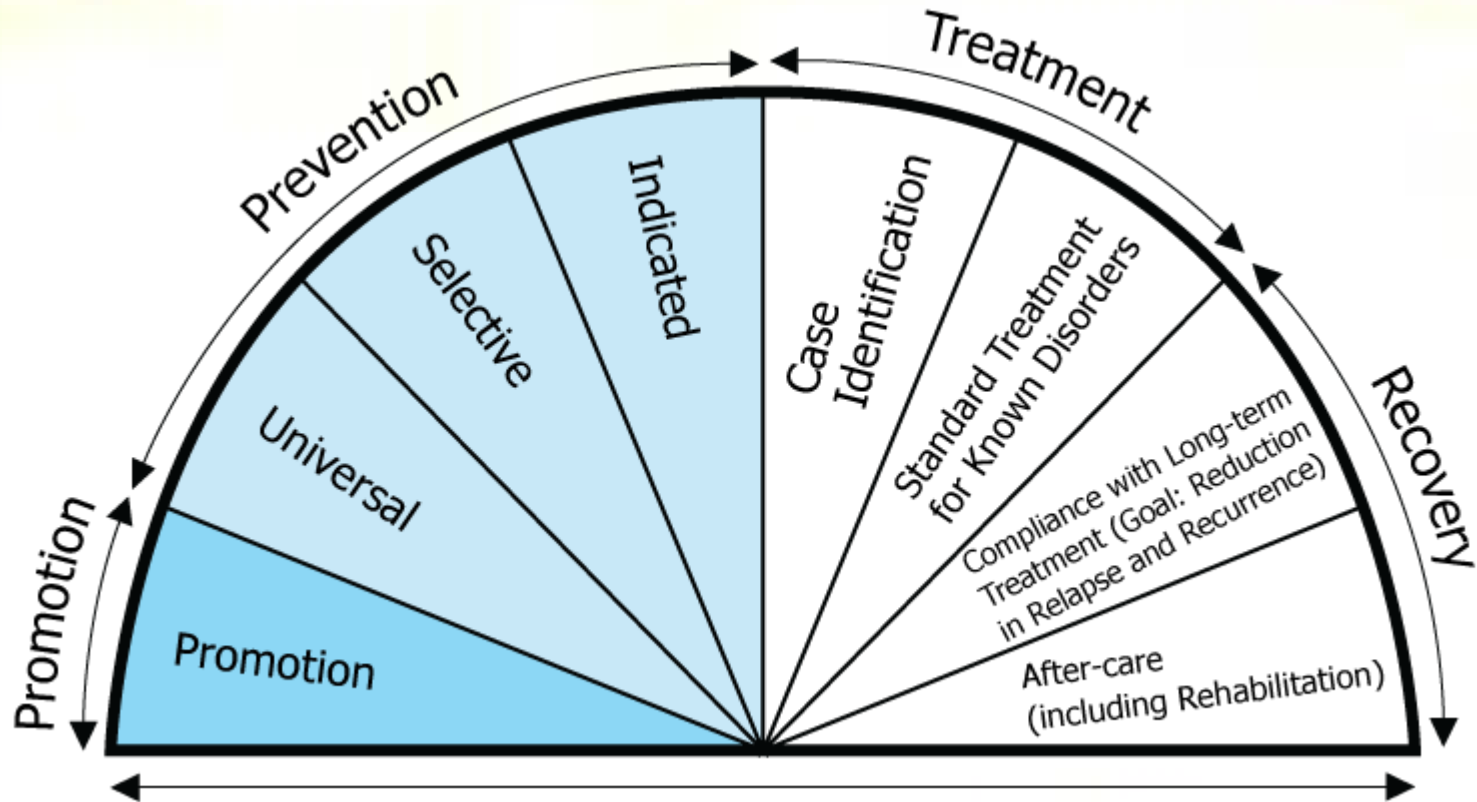 Promotion
Prevention
Treatment
Recovery
Promotion
Universal
Selective
Indicated
Case
Identification
Standard Treatment
for Known Disorders
Compliance with Long-term
Treatment (Goal: Reduction
in Relapse and Recurrence)
After-care
(including Rehabilitation)